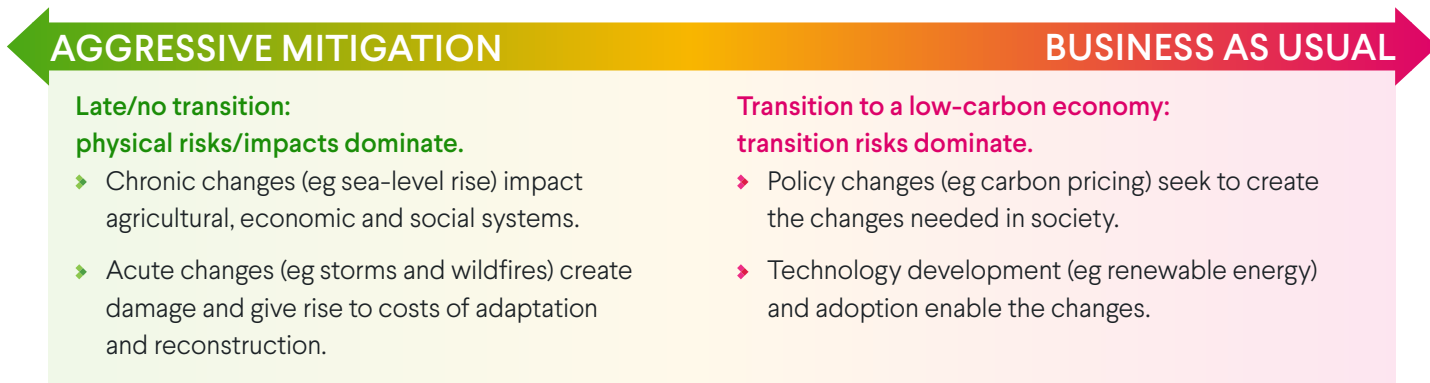 AGGRESSIVE MITIGATION
BUSINESS AS USUAL
Late/no transition:
physical risks/impacts dominate.
Chronic changes (eg sea-level rise) impact
agricultural, economic and social systems.
Acute changes (eg storms and wildfires) create
damage and give rise to costs of adaptation
and reconstruction.
Transition to a low-carbon economy:
transition risks dominate.
Policy changes (eg carbon pricing) seek to create
the changes needed in society.
Technology development (eg renewable energy)
and adoption enable the changes.